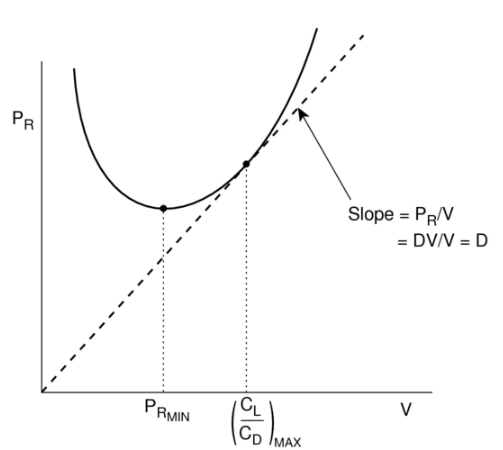 P_R
Slope = P_R/V
= DV/V = D
P_R_MIN
(C_L/C_D)_MAX
V